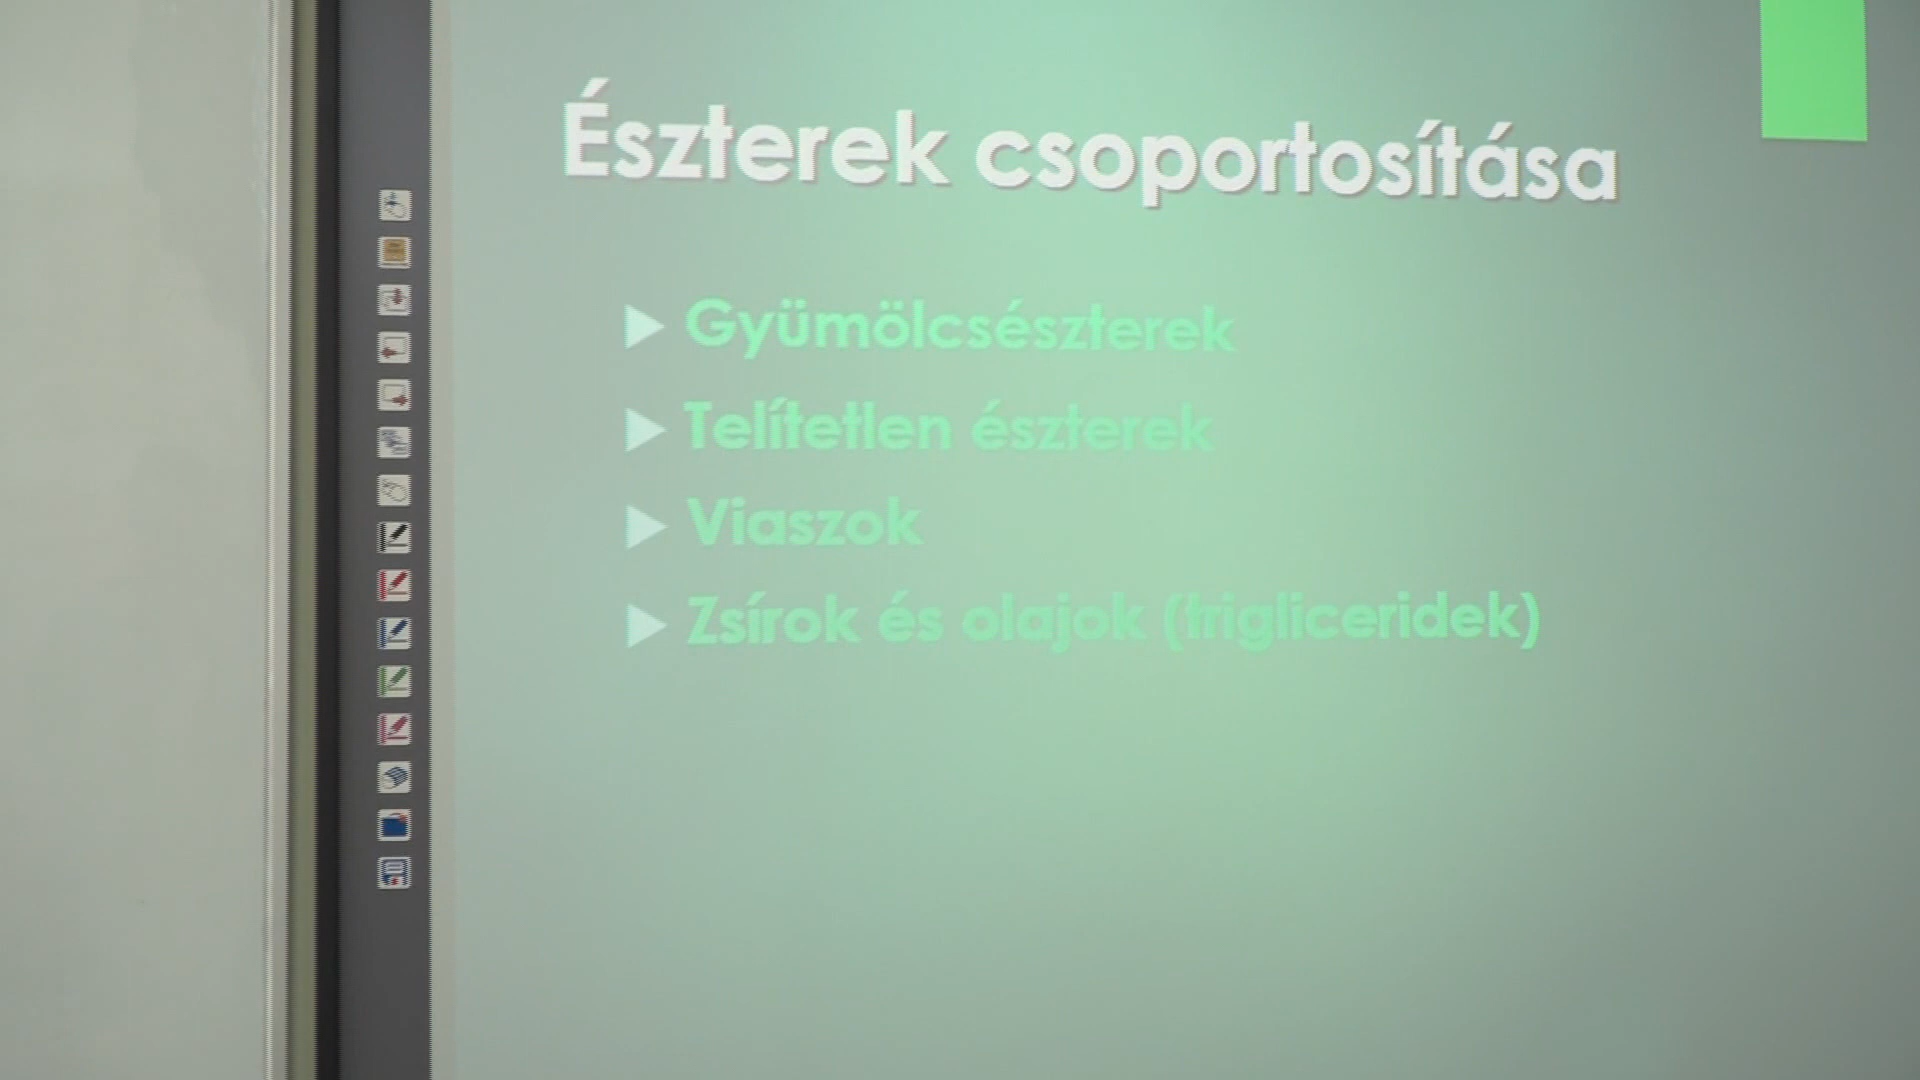 Észterek csoportosítása
Gyümölcsészterek
Telítetlen észterek
Viaszok
Zsírok és olajok (trigliceridek)